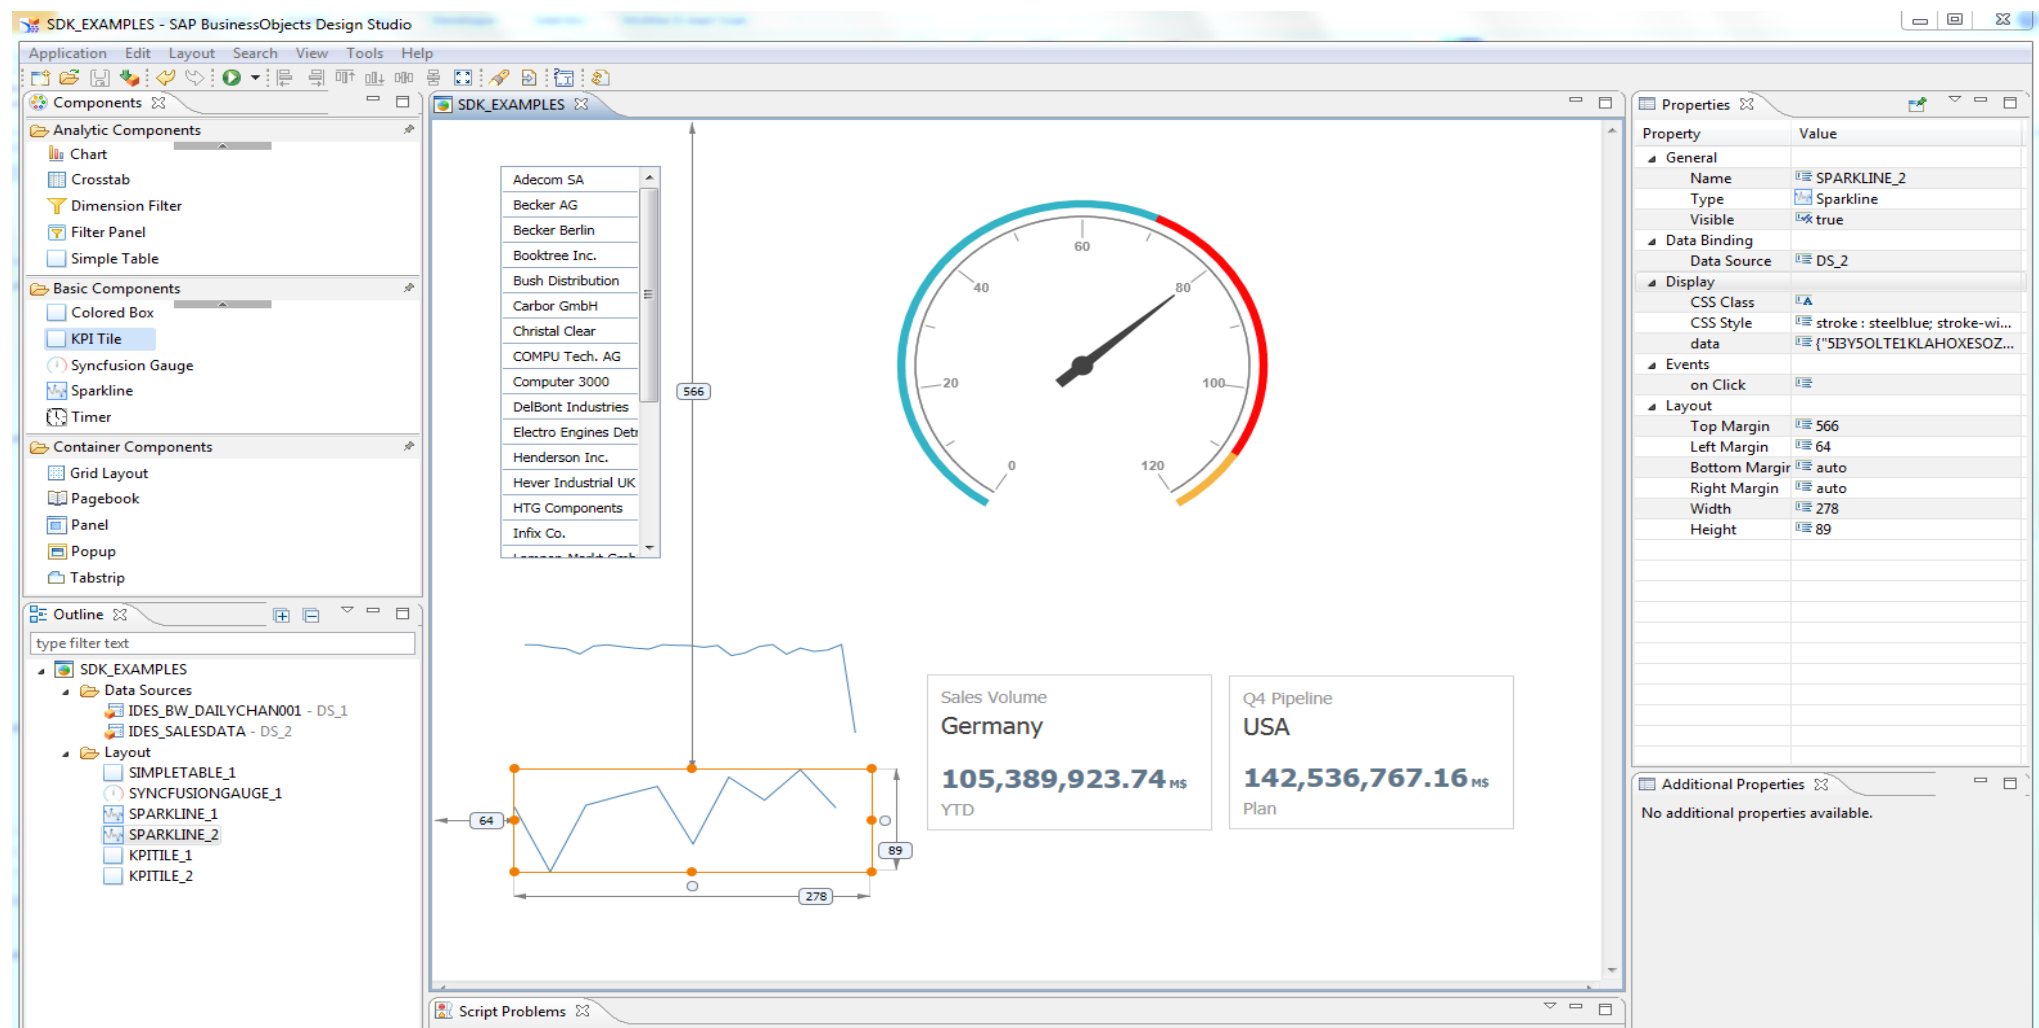 SDK_EXAMPLES - SAP BusinessObjects Design Studio
Application Edit Layout Search View Tools Help
Components
Analytic Components
Chart
Crosstab
Dimension Filter
Filter Panel
Simple Table
Basic Components
Colored Box
KPI Tile
Syncfusion Gauge
Sparkline
Timer
Container Components
Grid Layout
Pagebook
Panel
Popup
Tabstrip
Outline
type filter text
SDK_EXAMPLES
Data Sources
IDES_BW_DAILYCHAN001 - DS_1
IDES_SALESDATA - DS_2
Layout
SIMPLETABLE_1
SYNCFUSIONGAUGE_1
SPARKLINE_1
SPARKLINE_2
KPITILE_1
KPITILE_2
SDK_EXAMPLES
Adecom SA
Becker AG
Becker Berlin
Booktree Inc.
Bush Distribution
Carbor GmbH
Christal Clear
COMPU Tech. AG
Computer 3000
DelBont Industries
Electro Engines Detr
Henderson Inc.
Hever Industrial UK
HTG Components
Infix Co.
566
0
20
40
60
80
100
120
Sales Volume
Germany
105,389,923.74 M$
YTD
Q4 Pipeline
USA
142,536,767.16 M$
Plan
64
89
278
Script Problems
Properties
Property Value
General
Name SPARKLINE_2
Type Sparkline
Visible true
Data Binding
Data Source DS_2
Display
CSS Class
CSS Style stroke : steelblue; stroke-wi...
data {"5I3Y5OLTE1KLAHOXESOZ...
Events
on Click
Layout
Top Margin 566
Left Margin 64
Bottom Margin auto
Right Margin auto
Width 278
Height 89
Additional Properties
No additional properties available.